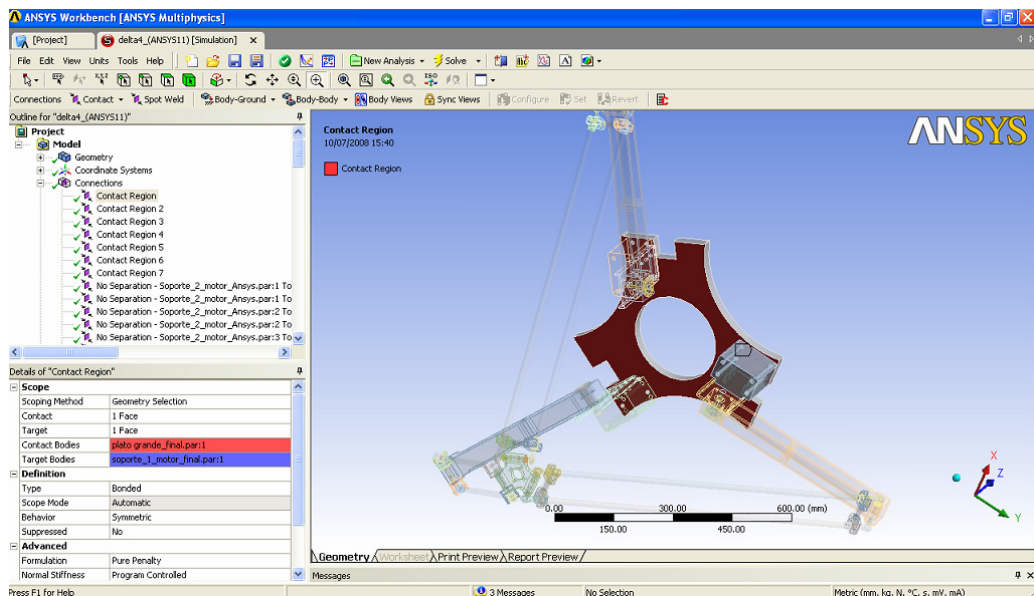 ANSYS Workbench [ANSYS Multiphysics]
[Project] delta4_(ANSYS11) [Simulation] X
File Edit View Units Tools Help New Analysis Solve
Connections Contact Spot Weld Body-Ground Body-Body Body Views Sync Views Configure Set Revert
Outline for "delta4_(ANSYS11)"
Project
Model
Geometry
Coordinate Systems
Connections
Contact Region
Contact Region 2
Contact Region 3
Contact Region 4
Contact Region 5
Contact Region 6
Contact Region 7
No Separation - Soporte_2_motor_Ansys.par:1 To
No Separation - Soporte_2_motor_Ansys.par:1 To
No Separation - Soporte_2_motor_Ansys.par:2 To
No Separation - Soporte_2_motor_Ansys.par:2 To
No Separation - Soporte_2_motor_Ansys.par:3 To
Details of "Contact Region"
Scope
Scoping Method Geometry Selection
Contact 1 Face
Target 1 Face
Contact Bodies plato grande_final.par:1
Target Bodies soporte_1_motor_final.par:1
Definition
Type Bonded
Scope Mode Automatic
Behavior Symmetric
Suppressed No
Advanced
Formulation Pure Penalty
Normal Stiffness Program Controlled
Contact Region
10/07/2008 15:40
Contact Region
ANSYS
X
Z
Y
0.00 300.00 600.00 (mm)
150.00 450.00
Geometry Worksheet Print Preview Report Preview
Messages
Press F1 for Help 3 Messages No Selection Metric (mm, kg, N, °C, s, mV, mA)